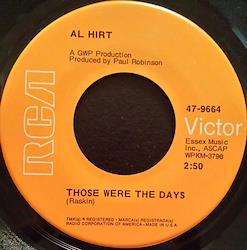 AL HIRT
A GWP Production
Produced by Paul Robinson
47-9664
RCA
Victor
Essex Music
Inc., ASCAP
WPKM-3798
2:50
THOSE WERE THE DAYS
(Raskin)
TMK(s) ® REGISTERED • MARCA(s) REGISTRADA(s)
RADIO CORPORATION OF AMERICA—MADE IN U.S.A.